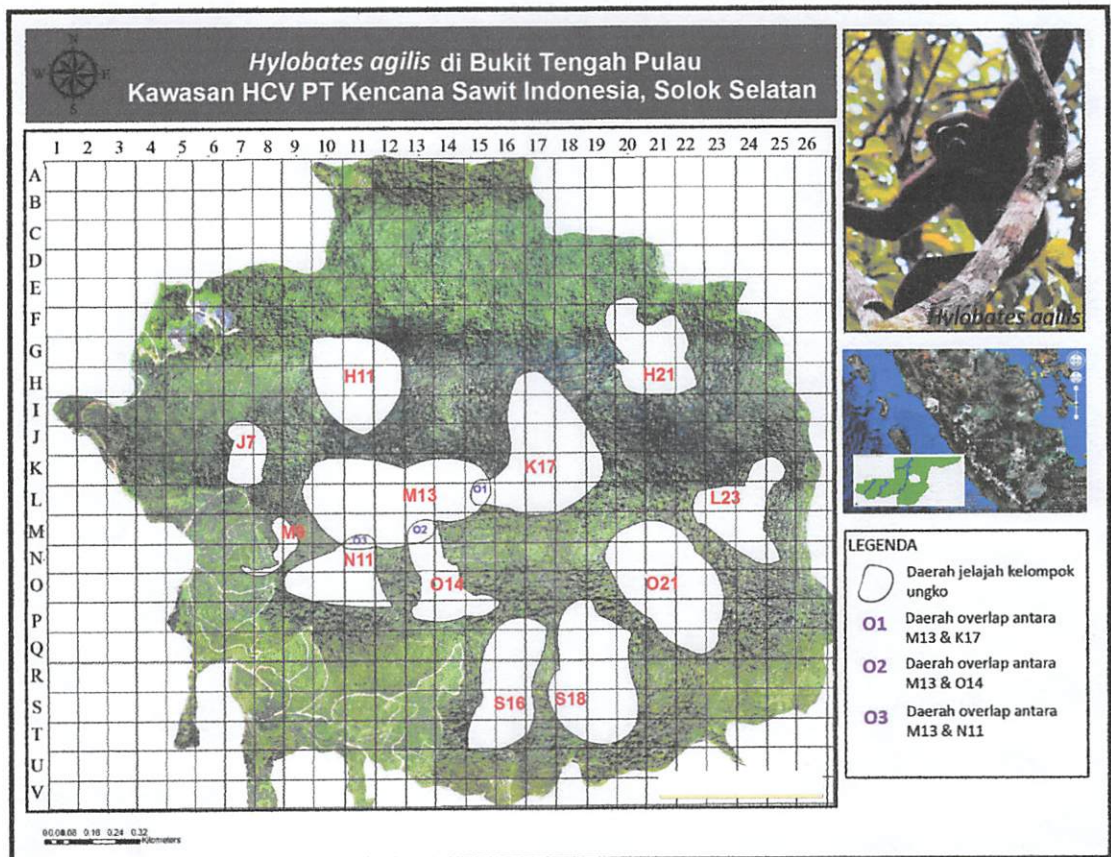 N
W E
S
Hylobates agilis di Bukit Tengah Pulau
Kawasan HCV PT Kencana Sawit Indonesia, Solok Selatan
1 2 3 4 5 6 7 8 9 10 11 12 13 14 15 16 17 18 19 20 21 22 23 24 25 26
A
B
C
D
E
F
G
H
I
J
K
L
M
N
O
P
Q
R
S
T
U
V
H11
H21
J7
K17
M13
O1
L23
M9
O2
O3
N11
O14
O21
S16
S18
Hylobates agilis
LEGENDA
Daerah jelajah kelompok
ungko
O1 Daerah overlap antara
M13 & K17
O2 Daerah overlap antara
M13 & O14
O3 Daerah overlap antara
M13 & N11
0.16 0.24 0.32
Kilometers